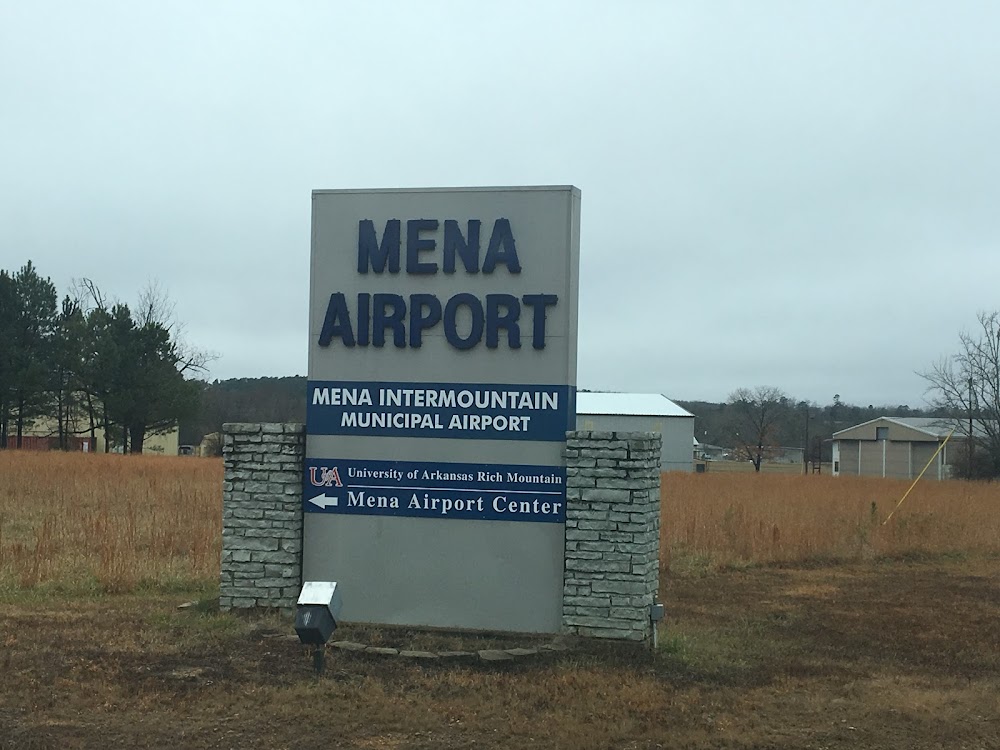 MENA
AIRPORT
MENA INTERMOUNTAIN
MUNICIPAL AIRPORT
UA University of Arkansas Rich Mountain
Mena Airport Center